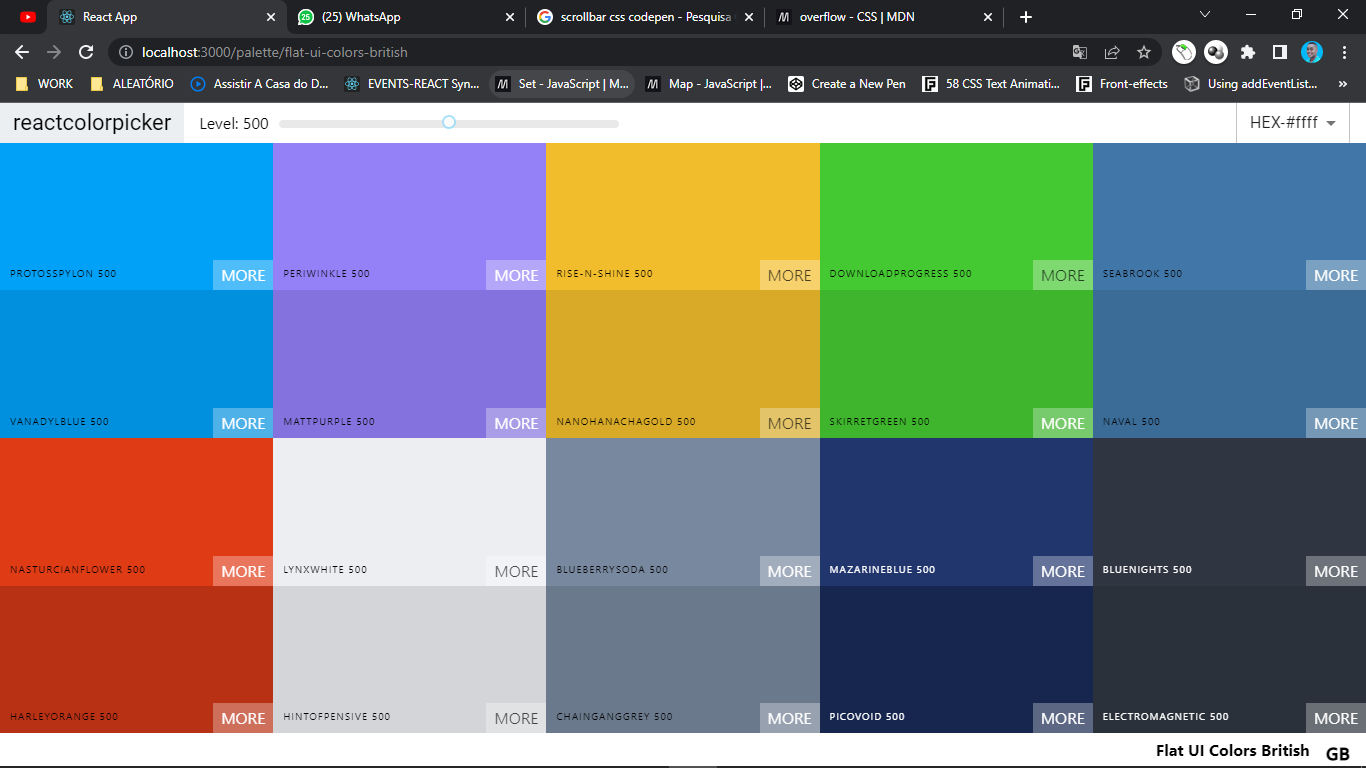 React App
(25) WhatsApp
scrollbar css codepen - Pesquisa
overflow - CSS | MDN
localhost:3000/palette/flat-ui-colors-british
WORK
ALEATÓRIO
Assistir A Casa do D...
EVENTS-REACT Syn...
Set - JavaScript | M...
Map - JavaScript |...
Create a New Pen
58 CSS Text Animati...
Front-effects
Using addEventList...
»
reactcolorpicker
Level: 500
HEX-#ffff
PROTOSSPYLON 500
MORE
PERIWINKLE 500
MORE
RISE-N-SHINE 500
MORE
DOWNLOADPROGRESS 500
MORE
SEABROOK 500
MORE
VANADYLBLUE 500
MORE
MATTPURPLE 500
MORE
NANOHANACHAGOLD 500
MORE
SKIRRETGREEN 500
MORE
NAVAL 500
MORE
NASTURCIANFLOWER 500
MORE
LYNXWHITE 500
MORE
BLUEBERRYSODA 500
MORE
MAZARINEBLUE 500
MORE
BLUENIGHTS 500
MORE
HARLEYORANGE 500
MORE
HINTOFPENSIVE 500
MORE
CHAINGANGGREY 500
MORE
PICOVOID 500
MORE
ELECTROMAGNETIC 500
MORE
Flat UI Colors British
GB